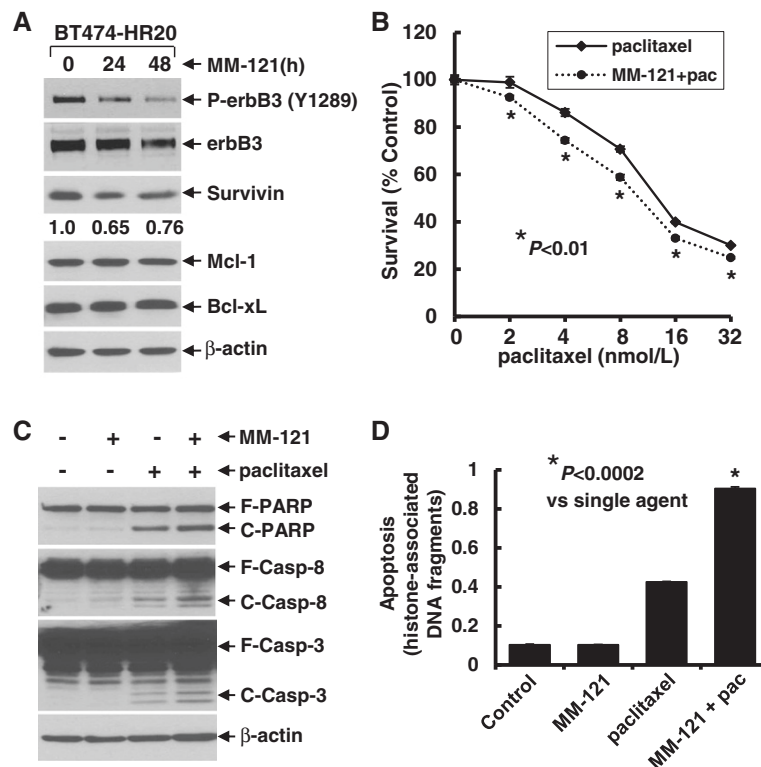 A
BT474-HR20
0 24 48 MM-121(h)
P-erbB3 (Y1289)
erbB3
Survivin
1.0 0.65 0.76
Mcl-1
Bcl-xL
β-actin
B
paclitaxel
MM-121+pac
Survival (% Control)
120
100
80
60
40
20
0
* * * * *
* P<0.01
0 2 4 8 16 32
paclitaxel (nmol/L)
C
- + - + MM-121
- - + + paclitaxel
F-PARP
C-PARP
F-Casp-8
C-Casp-8
F-Casp-3
C-Casp-3
β-actin
D
Apoptosis
(histone-associated
DNA fragments)
1
0.8
0.6
0.4
0.2
0
* P<0.0002
vs single agent
*
Control
MM-121
paclitaxel
MM-121 + pac